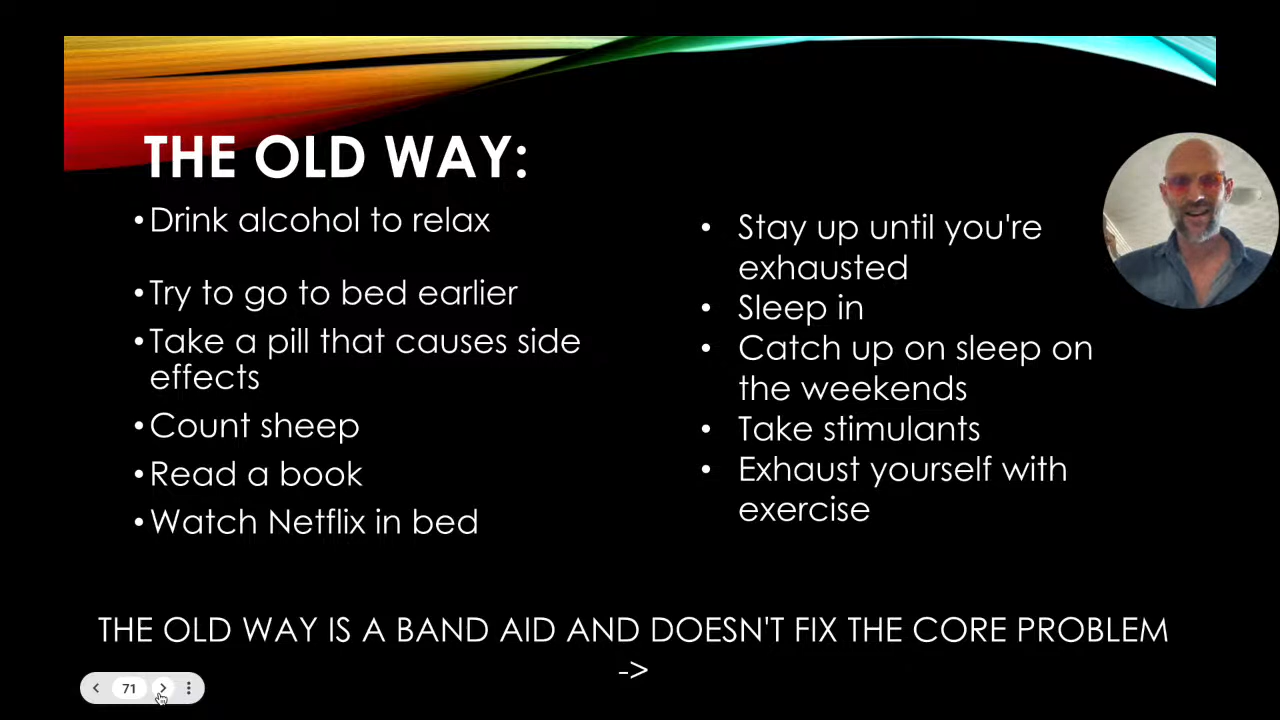 THE OLD WAY:
•Drink alcohol to relax
•Try to go to bed earlier
•Take a pill that causes side
effects
•Count sheep
•Read a book
•Watch Netflix in bed
• Stay up until you're
exhausted
• Sleep in
• Catch up on sleep on
the weekends
• Take stimulants
• Exhaust yourself with
exercise
THE OLD WAY IS A BAND AID AND DOESN'T FIX THE CORE PROBLEM
->
71